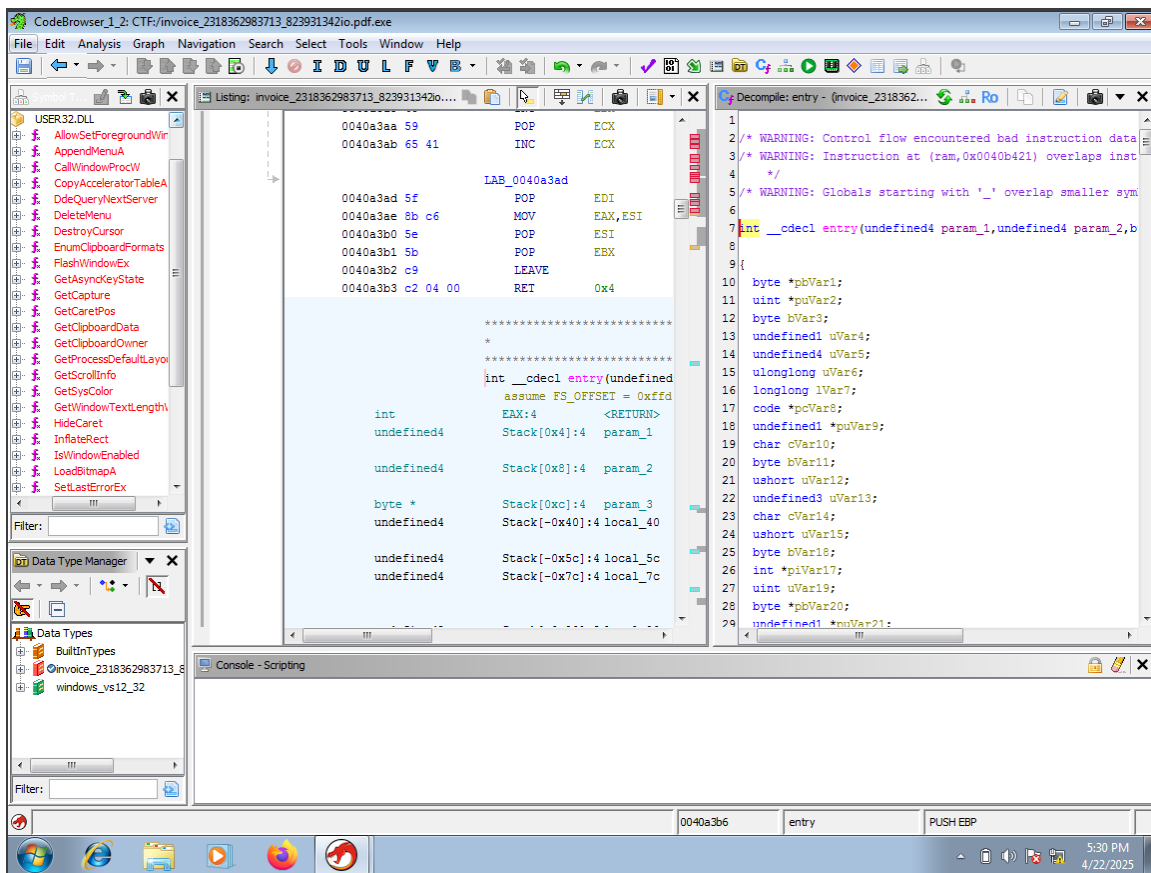 CodeBrowser_1_2: CTF:/invoice_2318362983713_823931342io.pdf.exe
File Edit Analysis Graph Navigation Search Select Tools Window Help
I D U L F V B
USER32.DLL
f AllowSetForegroundWin
f AppendMenuA
f CallWindowProcW
f CopyAcceleratorTableA
f DdeQueryNextServer
f DeleteMenu
f DestroyCursor
f EnumClipboardFormats
f FlashWindowEx
f GetAsyncKeyState
f GetCapture
f GetCaretPos
f GetClipboardData
f GetClipboardOwner
f GetProcessDefaultLayou
f GetScrollInfo
f GetSysColor
f GetWindowTextLengthW
f HideCaret
f InflateRect
f IsWindowEnabled
f LoadBitmapA
f SetLastErrorEx
Filter:
Data Type Manager
Data Types
BuiltInTypes
invoice_2318362983713_8
windows_vs12_32
Filter:
Listing: invoice_2318362983713_823931342io....
0040a3aa 59 POP ECX
0040a3ab 65 41 INC ECX
LAB_0040a3ad
0040a3ad 5f POP EDI
0040a3ae 8b c6 MOV EAX,ESI
0040a3b0 5e POP ESI
0040a3b1 5b POP EBX
0040a3b2 c9 LEAVE
0040a3b3 c2 04 00 RET 0x4
**************************
*
**************************
int __cdecl entry(undefined
assume FS_OFFSET = 0xffd
int EAX:4 <RETURN>
undefined4 Stack[0x4]:4 param_1
undefined4 Stack[0x8]:4 param_2
byte * Stack[0xc]:4 param_3
undefined4 Stack[-0x40]:4 local_40
undefined4 Stack[-0x5c]:4 local_5c
undefined4 Stack[-0x7c]:4 local_7c
Decompile: entry - (invoice_2318362... Ro
1
2 /* WARNING: Control flow encountered bad instruction data
3 /* WARNING: Instruction at (ram,0x0040b421) overlaps inst
4 */
5 /* WARNING: Globals starting with '_' overlap smaller sym
6
7 int __cdecl entry(undefined4 param_1,undefined4 param_2,b
8
9 {
10 byte *pbVar1;
11 uint *puVar2;
12 byte bVar3;
13 undefined1 uVar4;
14 undefined4 uVar5;
15 ulonglong uVar6;
16 longlong lVar7;
17 code *pcVar8;
18 undefined1 *puVar9;
19 char cVar10;
20 byte bVar11;
21 ushort uVar12;
22 undefined3 uVar13;
23 char cVar14;
24 ushort uVar15;
25 byte bVar18;
26 int *piVar17;
27 uint uVar19;
28 byte *pbVar20;
29 undefined1 *puVar21;
Console - Scripting
0040a3b6 entry PUSH EBP
5:30 PM
4/22/2025